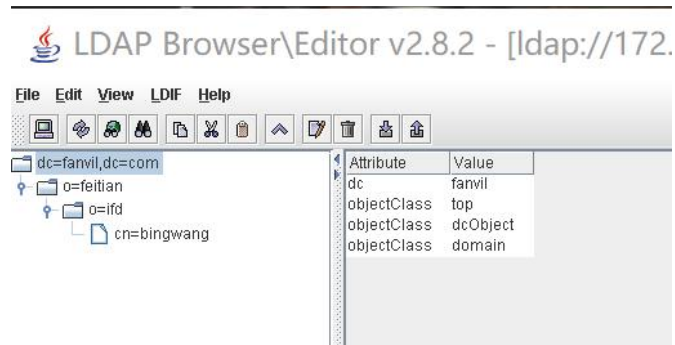 LDAP Browser\Editor v2.8.2 - [ldap://172.
File Edit View LDIF Help
dc=fanvil,dc=com
o=feitian
o=ifd
cn=bingwang
Attribute Value
dc fanvil
objectClass top
objectClass dcObject
objectClass domain